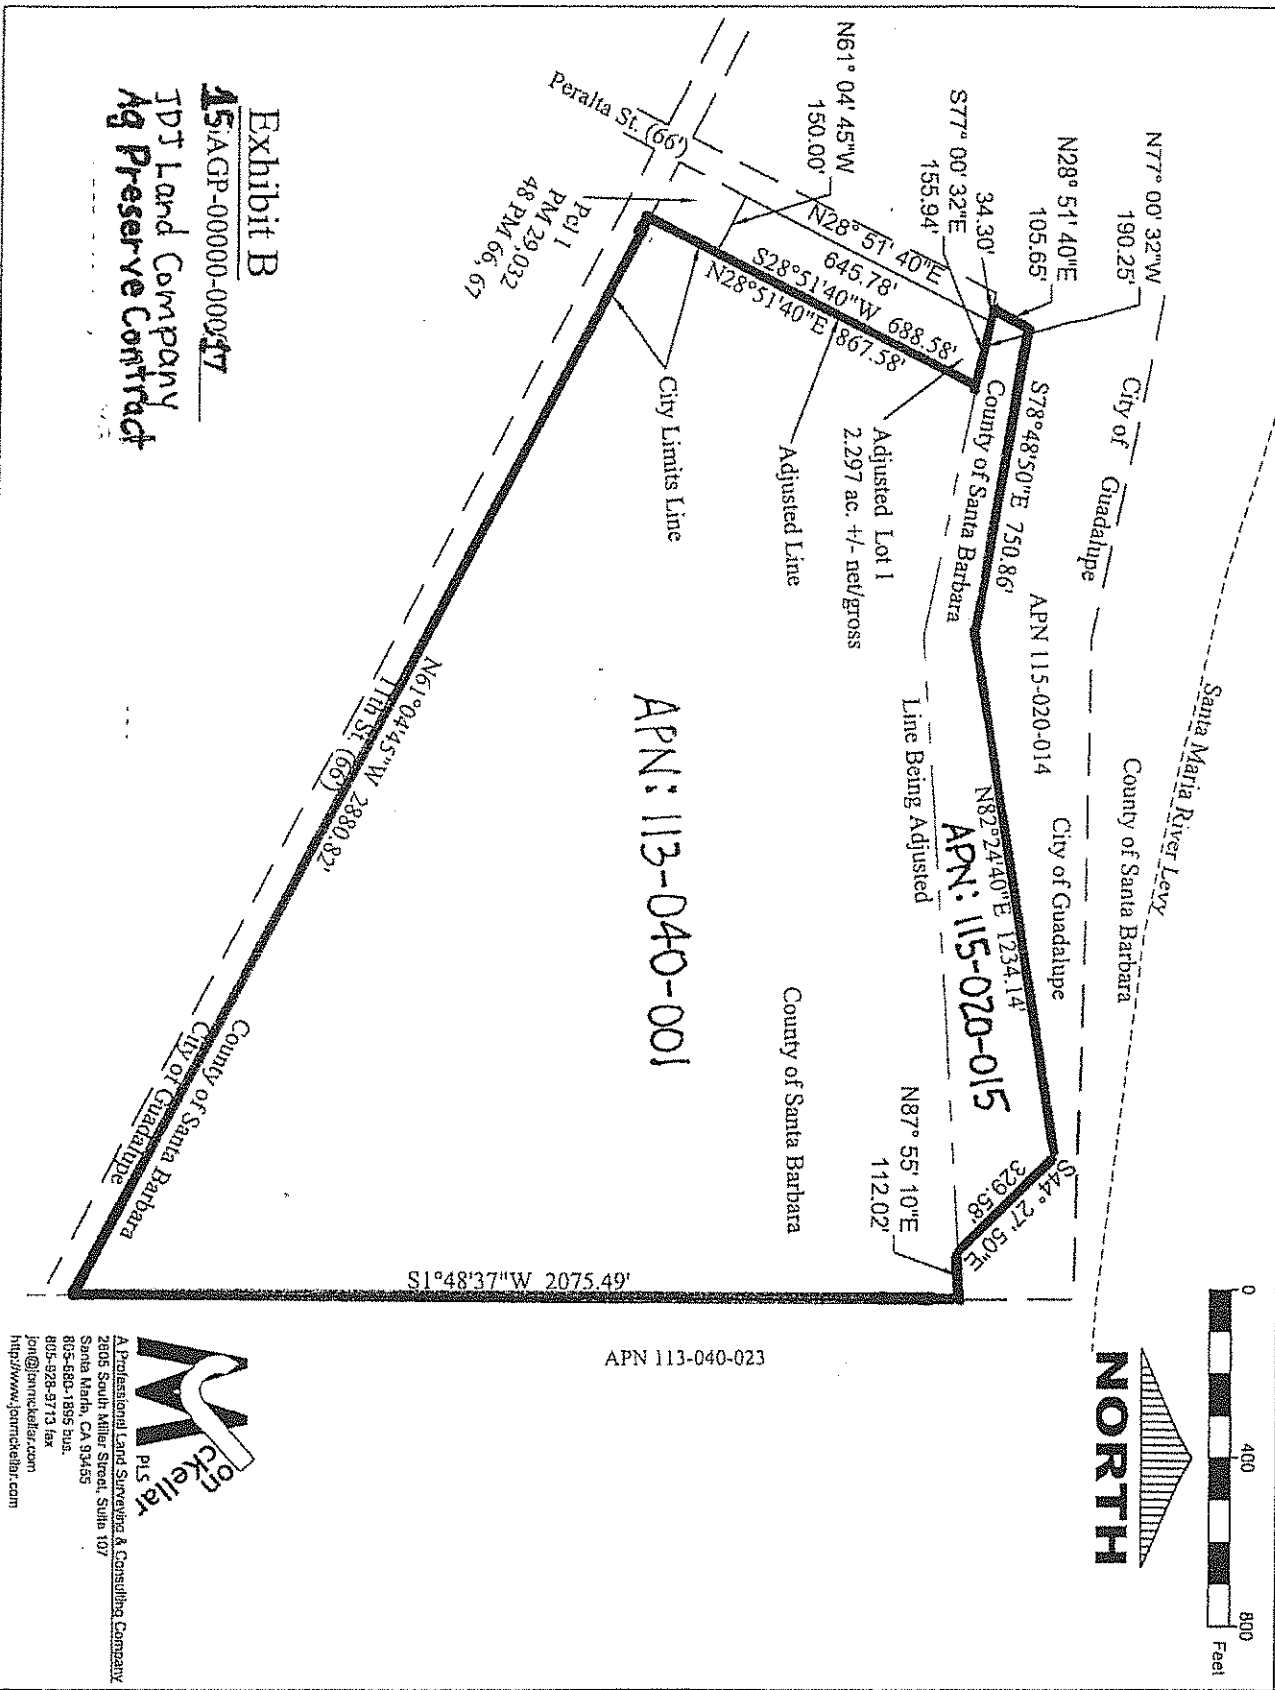 0 400 800
Feet
NORTH
Santa Maria River Levy
City of Guadalupe
County of Santa Barbara
N77° 00' 32"W
190.25'
N28° 51' 40"E
105.65'
34.30'
S77° 00' 32"E
155.94'
N61° 04' 45"W
150.00'
S78°48'50"E 750.86'
APN 115-020-014
City of Guadalupe
County of Santa Barbara
N82°24'40"E 1234.14'
APN: 115-020-015
Line Being Adjusted
S44° 27' 50"E
329.58'
N87° 55' 10"E
112.02'
N28° 51' 40"E
645.78'
S28°51'40"W 688.58'
N28°51'40"E 867.58'
Adjusted Lot 1
2.297 ac. +/- net/gross
Adjusted Line
City Limits Line
Peralta St. (66')
Pcl 1
PM 29,032
48 PM 66, 67
APN: 113-040-001
County of Santa Barbara
N61°04'45"W 2880.82'
11th St. (66')
County of Santa Barbara
City of Guadalupe
S1°48'37"W 2075.49'
APN 113-040-023
Exhibit B
15AGP-00000-00017
JDJ Land Company
Ag Preserve Contract
Jon
McKellar
PLS
A Professional Land Surveying & Consulting Company
2605 South Miller Street, Suite 107
Santa Maria, CA 93455
805-680-1895 bus.
805-928-9713 fax
jon@jonmckellar.com
http://www.jonmckellar.com